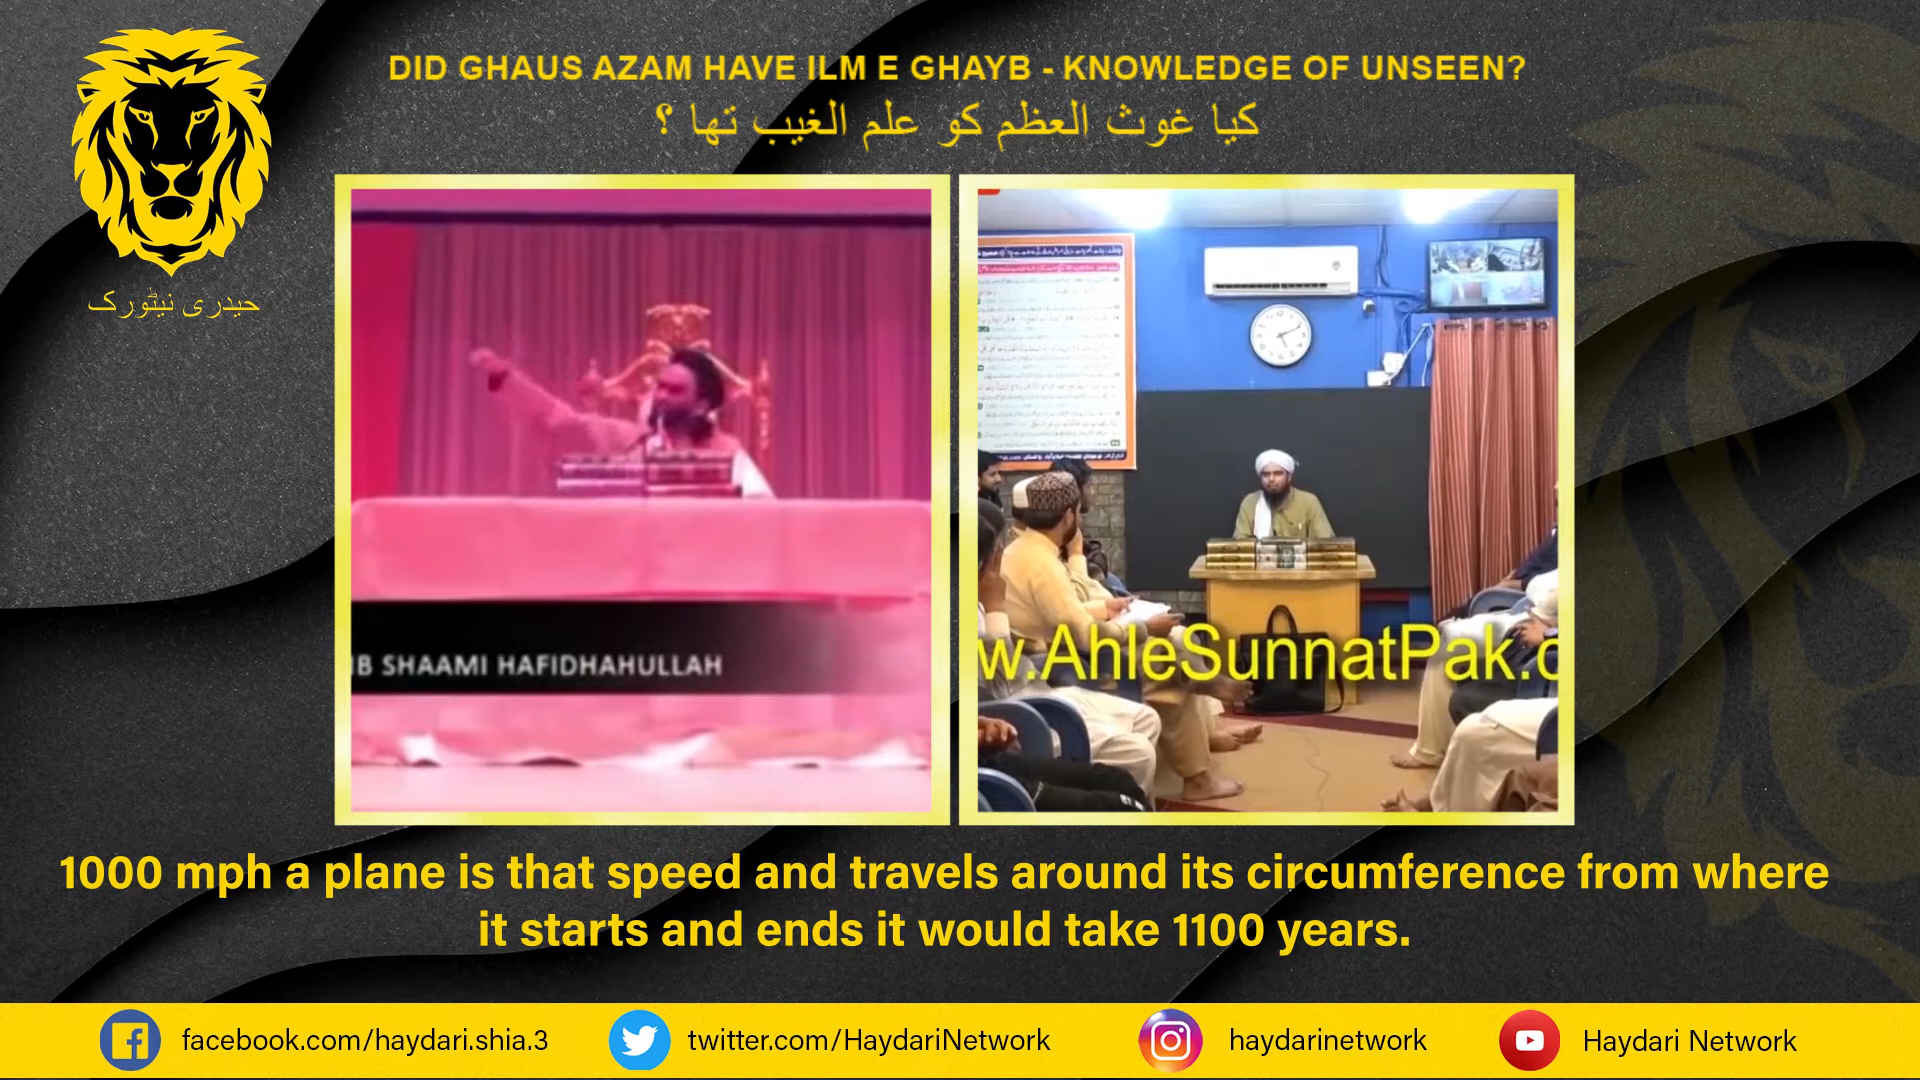 DID GHAUS AZAM HAVE ILM E GHAYB - KNOWLEDGE OF UNSEEN?
کیا غوث العظم کو علم الغیب تھا ؟
حیدری نیٹورک
IB SHAAMI HAFIDHAHULLAH
w.AhleSunnatPak.c
1000 mph a plane is that speed and travels around its circumference from where
it starts and ends it would take 1100 years.
facebook.com/haydari.shia.3
twitter.com/HaydariNetwork
haydarinetwork
Haydari Network